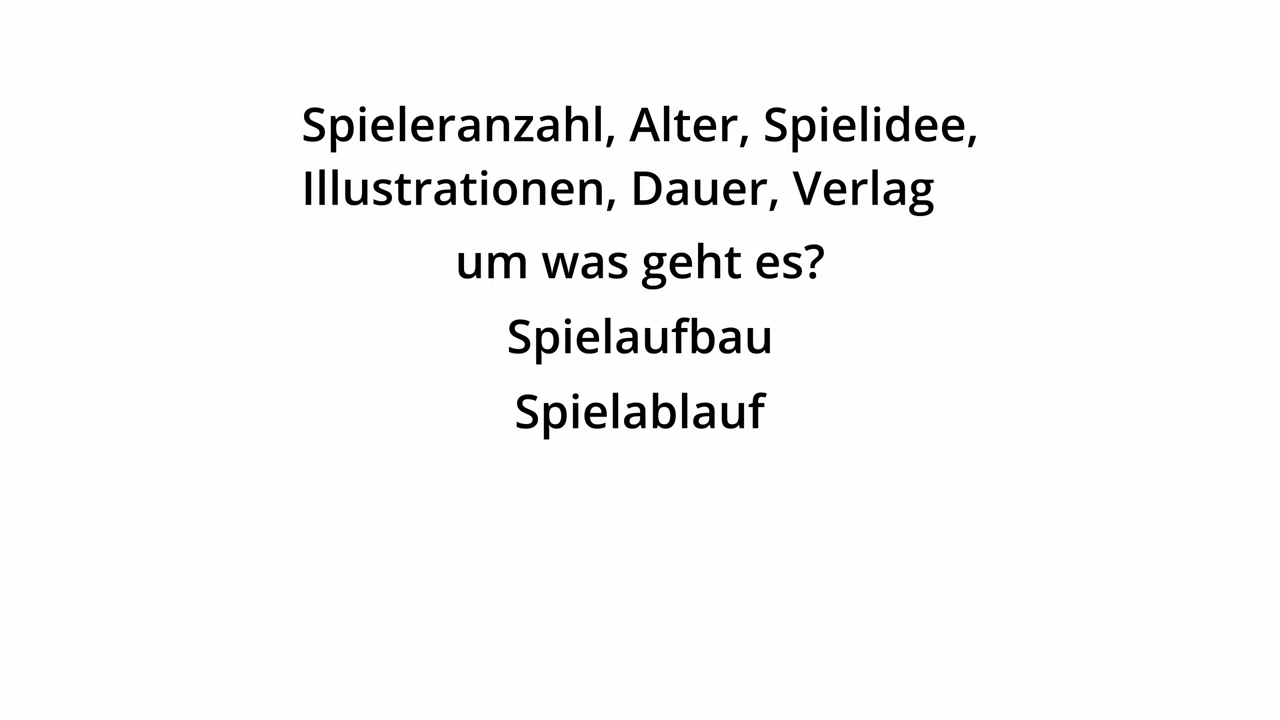 Spieleranzahl, Alter, Spielidee,
Illustrationen, Dauer, Verlag
um was geht es?
Spielaufbau
Spielablauf